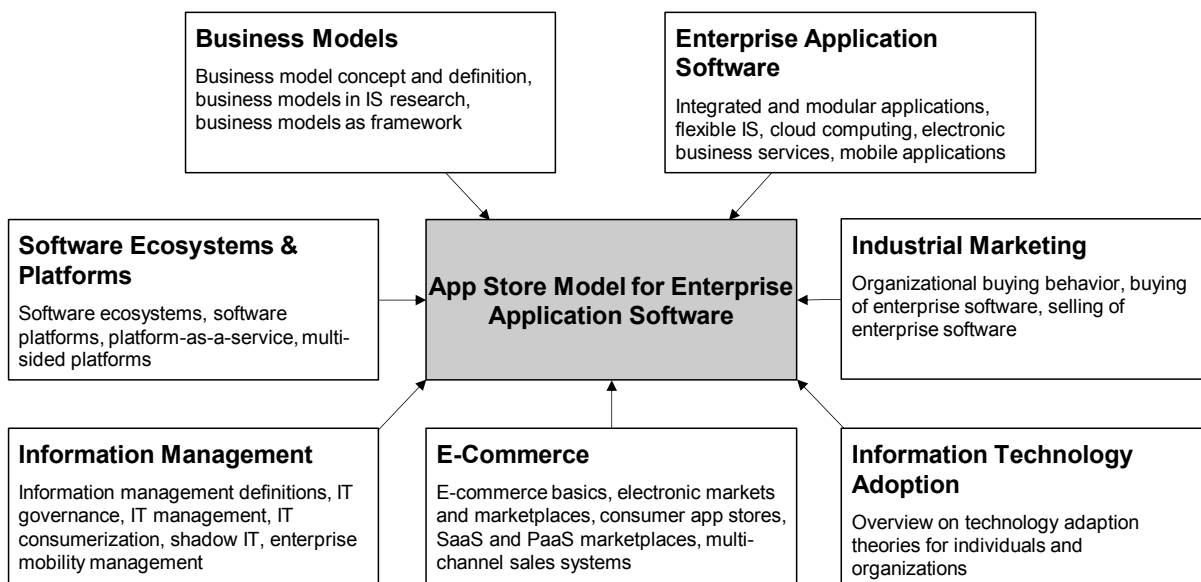 Business Models
Business model concept and definition,
business models in IS research,
business models as framework
Enterprise Application
Software
Integrated and modular applications,
flexible IS, cloud computing, electronic
business services, mobile applications
Software Ecosystems &
Platforms
Software ecosystems, software
platforms, platform-as-a-service, multi-
sided platforms
App Store Model for Enterprise
Application Software
Industrial Marketing
Organizational buying behavior, buying
of enterprise software, selling of
enterprise software
Information Management
Information management definitions, IT
governance, IT management, IT
consumerization, shadow IT, enterprise
mobility management
E-Commerce
E-commerce basics, electronic markets
and marketplaces, consumer app stores,
SaaS and PaaS marketplaces, multi-
channel sales systems
Information Technology
Adoption
Overview on technology adaption
theories for individuals and
organizations